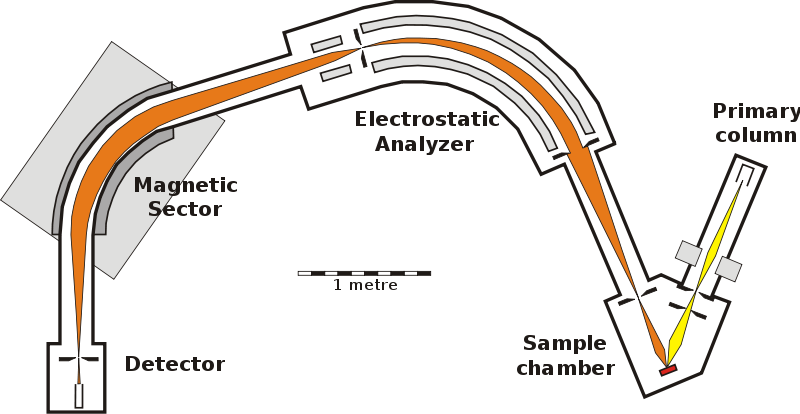 Primary
column
Electrostatic
Analyzer
Magnetic
Sector
1 metre
Sample
chamber
Detector